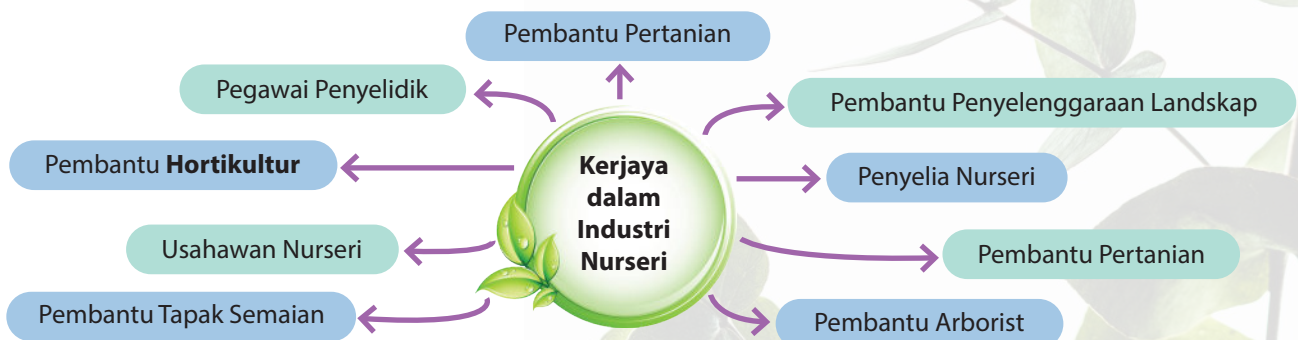 Pembantu Pertanian
Pegawai Penyelidik
Pembantu Penyelenggaraan Landskap
Pembantu Hortikultur
Kerjaya
dalam
Industri
Nurseri
Penyelia Nurseri
Usahawan Nurseri
Pembantu Pertanian
Pembantu Tapak Semaian
Pembantu Arborist